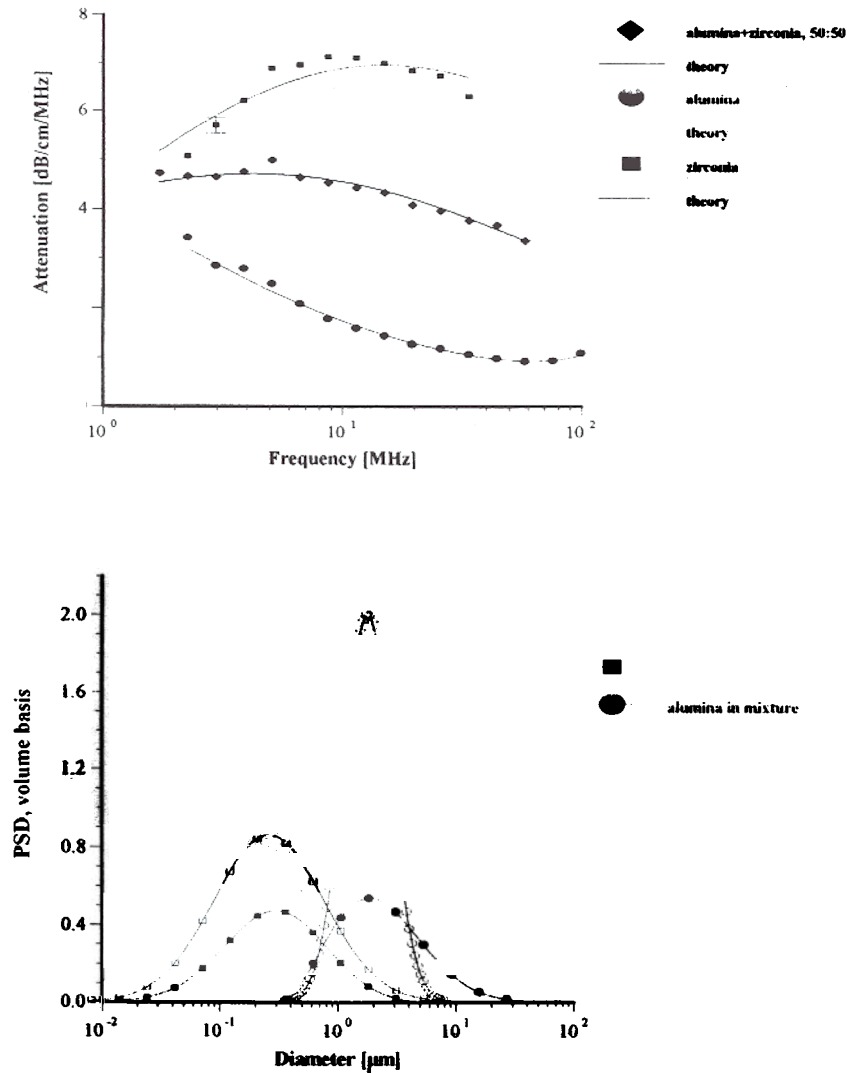 8
6
4
Attenuation [dB/cm/MHz]
10^0
10^1
10^2
Frequency [MHz]
alumina+zirconia, 50:50
theory
alumina
theory
zirconia
theory
2.0
1.6
1.2
0.8
0.4
0.0
PSD, volume basis
10^-2
10^-1
10^0
10^1
10^2
Diameter [μm]
alumina in mixture